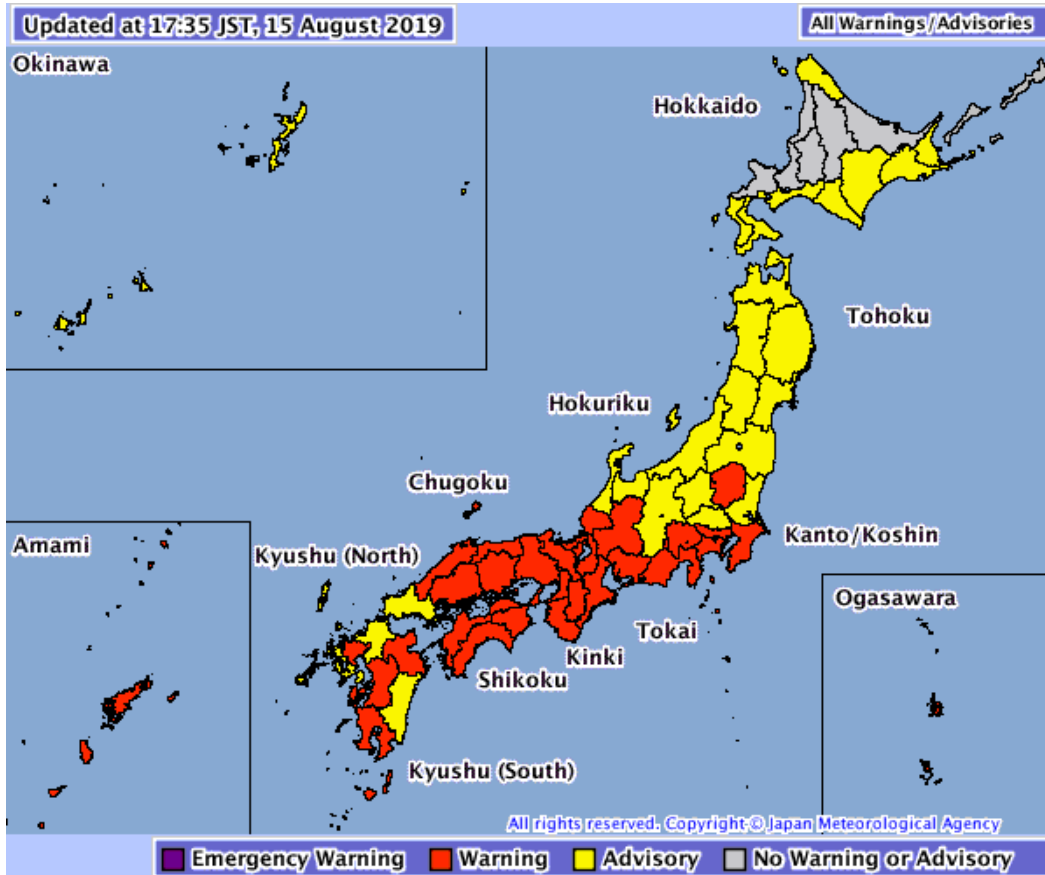 Updated at 17:35 JST, 15 August 2019
All Warnings/Advisories
Okinawa
Hokkaido
Tohoku
Hokuriku
Chugoku
Amami
Kyushu (North)
Kanto/Koshin
Ogasawara
Tokai
Kinki
Shikoku
Kyushu (South)
All rights reserved. Copyright © Japan Meteorological Agency
Emergency Warning Warning Advisory No Warning or Advisory